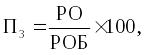 П₃ = РО/РОБ × 100,